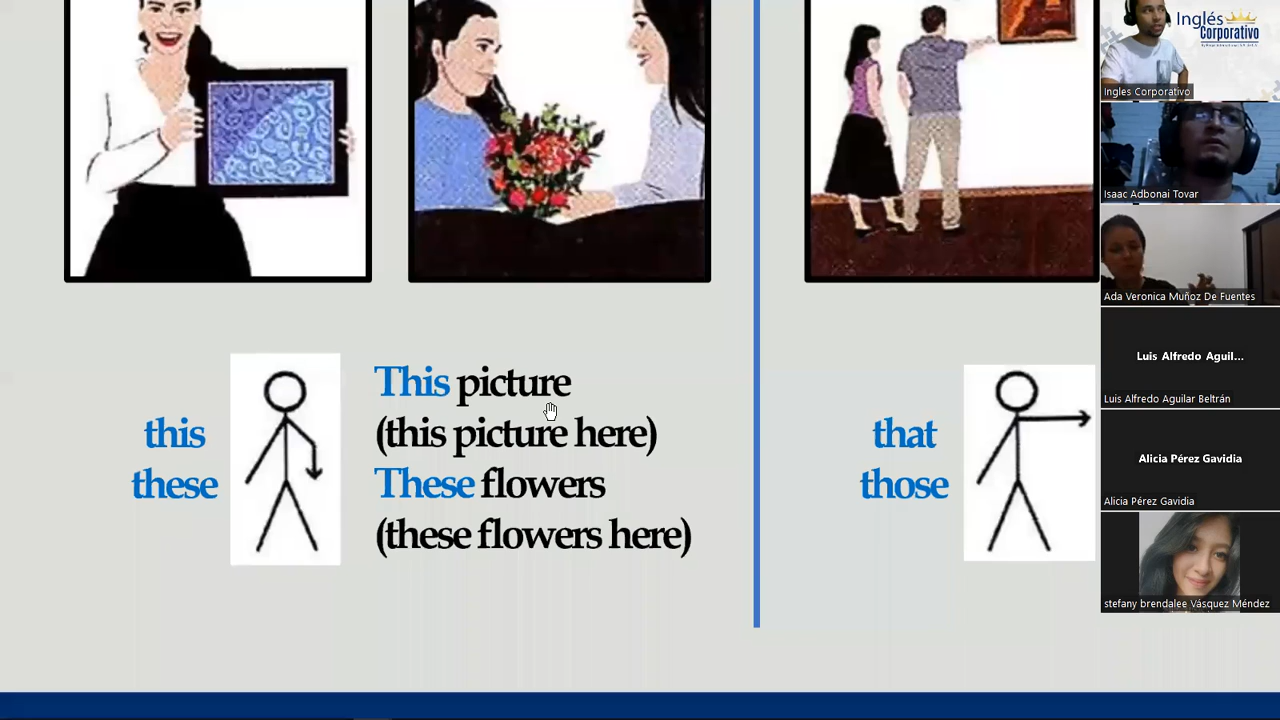 this
these
This picture
(this picture here)
These flowers
(these flowers here)
that
those
Inglés
Corporativo
Ingles Corporativo
Isaac Adbonai Tovar
Ada Veronica Muñoz De Fuentes
Luis Alfredo Aguil...
Luis Alfredo Aguilar Beltrán
Alicia Pérez Gavidia
Alicia Pérez Gavidia
stefany brendalee Vásquez Méndez